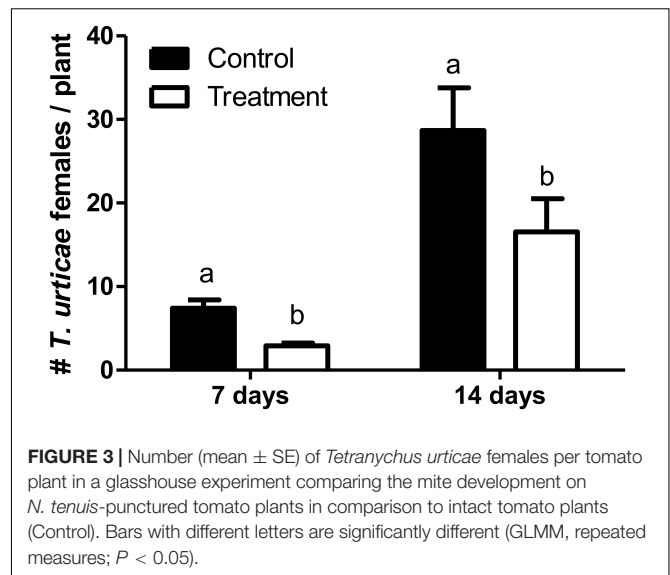 # T. urticae females / plant
40
30
20
10
0
Control
Treatment
a
b
a
b
7 days
14 days
FIGURE 3 | Number (mean ± SE) of Tetranychus urticae females per tomato
plant in a glasshouse experiment comparing the mite development on
N. tenuis-punctured tomato plants in comparison to intact tomato plants
(Control). Bars with different letters are significantly different (GLMM, repeated
measures; P < 0.05).